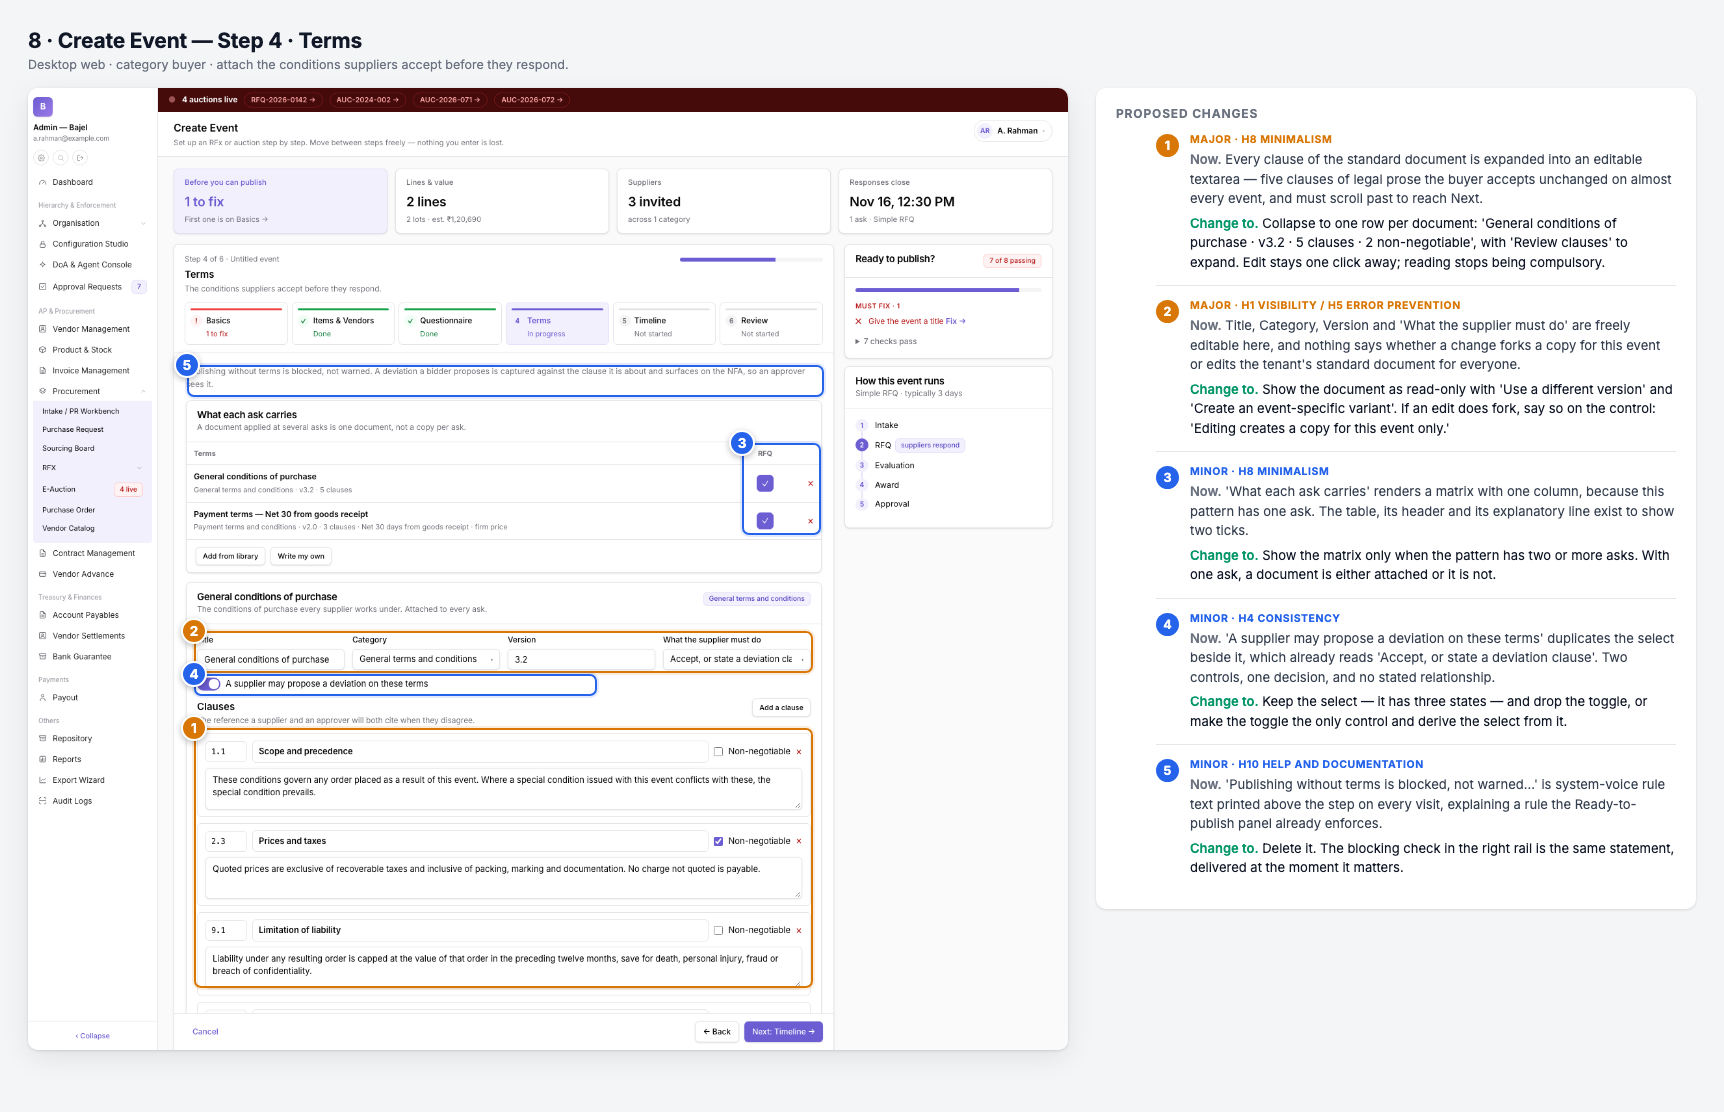 8 · Create Event — Step 4 · Terms
Desktop web · category buyer · attach the conditions suppliers accept before they respond.
B
Admin — Bajel
a.rahman@example.com
Dashboard
Hierarchy & Enforcement
Organisation
Configuration Studio
DoA & Agent Console
Approval Requests 7
AP & Procurement
Vendor Management
Product & Stock
Invoice Management
Procurement
Intake / PR Workbench
Purchase Request
Sourcing Board
RFX
E-Auction 4 live
Purchase Order
Vendor Catalog
Contract Management
Vendor Advance
Treasury & Finances
Account Payables
Vendor Settlements
Bank Guarantee
Payments
Payout
Others
Repository
Reports
Export Wizard
Audit Logs
‹ Collapse
4 auctions live RFQ-2026-0142 → AUC-2024-002 → AUC-2026-071 → AUC-2026-072 →
Create Event
Set up an RFx or auction step by step. Move between steps freely — nothing you enter is lost.
AR A. Rahman
Before you can publish
1 to fix
First one is on Basics →
Lines & value
2 lines
2 lots · est. ₹1,20,690
Suppliers
3 invited
across 1 category
Responses close
Nov 16, 12:30 PM
1 ask · Simple RFQ
Step 4 of 6 · Untitled event
Terms
The conditions suppliers accept before they respond.
! Basics
1 to fix
✓ Items & Vendors
Done
✓ Questionnaire
Done
4 Terms
In progress
5 Timeline
Not started
6 Review
Not started
5
blishing without terms is blocked, not warned. A deviation a bidder proposes is captured against the clause it is about and surfaces on the NFA, so an approver
sees it.
What each ask carries
A document applied at several asks is one document, not a copy per ask.
3
Terms RFQ
General conditions of purchase
General terms and conditions · v3.2 · 5 clauses
✓ ×
Payment terms — Net 30 from goods receipt
Payment terms and conditions · v2.0 · 3 clauses · Net 30 days from goods receipt · firm price
✓ ×
Add from library Write my own
General conditions of purchase
The conditions of purchase every supplier works under. Attached to every ask.
General terms and conditions
2
tle Category Version What the supplier must do
General conditions of purchase General terms and conditions 3.2 Accept, or state a deviation cla
4
A supplier may propose a deviation on these terms
Clauses
he reference a supplier and an approver will both cite when they disagree.
Add a clause
1
1.1 Scope and precedence Non-negotiable ×
These conditions govern any order placed as a result of this event. Where a special condition issued with this event conflicts with these, the
special condition prevails.
2.3 Prices and taxes Non-negotiable ×
Quoted prices are exclusive of recoverable taxes and inclusive of packing, marking and documentation. No charge not quoted is payable.
9.1 Limitation of liability Non-negotiable ×
Liability under any resulting order is capped at the value of that order in the preceding twelve months, save for death, personal injury, fraud or
breach of confidentiality.
Cancel ← Back Next: Timeline →
Ready to publish? 7 of 8 passing
MUST FIX · 1
× Give the event a title Fix →
▸ 7 checks pass
How this event runs
Simple RFQ · typically 3 days
1 Intake
2 RFQ suppliers respond
3 Evaluation
4 Award
5 Approval
PROPOSED CHANGES
1 MAJOR · H8 MINIMALISM
Now. Every clause of the standard document is expanded into an editable
textarea — five clauses of legal prose the buyer accepts unchanged on almost
every event, and must scroll past to reach Next.
Change to. Collapse to one row per document: 'General conditions of
purchase · v3.2 · 5 clauses · 2 non-negotiable', with 'Review clauses' to
expand. Edit stays one click away; reading stops being compulsory.
2 MAJOR · H1 VISIBILITY / H5 ERROR PREVENTION
Now. Title, Category, Version and 'What the supplier must do' are freely
editable here, and nothing says whether a change forks a copy for this event
or edits the tenant's standard document for everyone.
Change to. Show the document as read-only with 'Use a different version' and
'Create an event-specific variant'. If an edit does fork, say so on the control:
'Editing creates a copy for this event only.'
3 MINOR · H8 MINIMALISM
Now. 'What each ask carries' renders a matrix with one column, because this
pattern has one ask. The table, its header and its explanatory line exist to show
two ticks.
Change to. Show the matrix only when the pattern has two or more asks. With
one ask, a document is either attached or it is not.
4 MINOR · H4 CONSISTENCY
Now. 'A supplier may propose a deviation on these terms' duplicates the select
beside it, which already reads 'Accept, or state a deviation clause'. Two
controls, one decision, and no stated relationship.
Change to. Keep the select — it has three states — and drop the toggle, or
make the toggle the only control and derive the select from it.
5 MINOR · H10 HELP AND DOCUMENTATION
Now. 'Publishing without terms is blocked, not warned...' is system-voice rule
text printed above the step on every visit, explaining a rule the Ready-to-
publish panel already enforces.
Change to. Delete it. The blocking check in the right rail is the same statement,
delivered at the moment it matters.